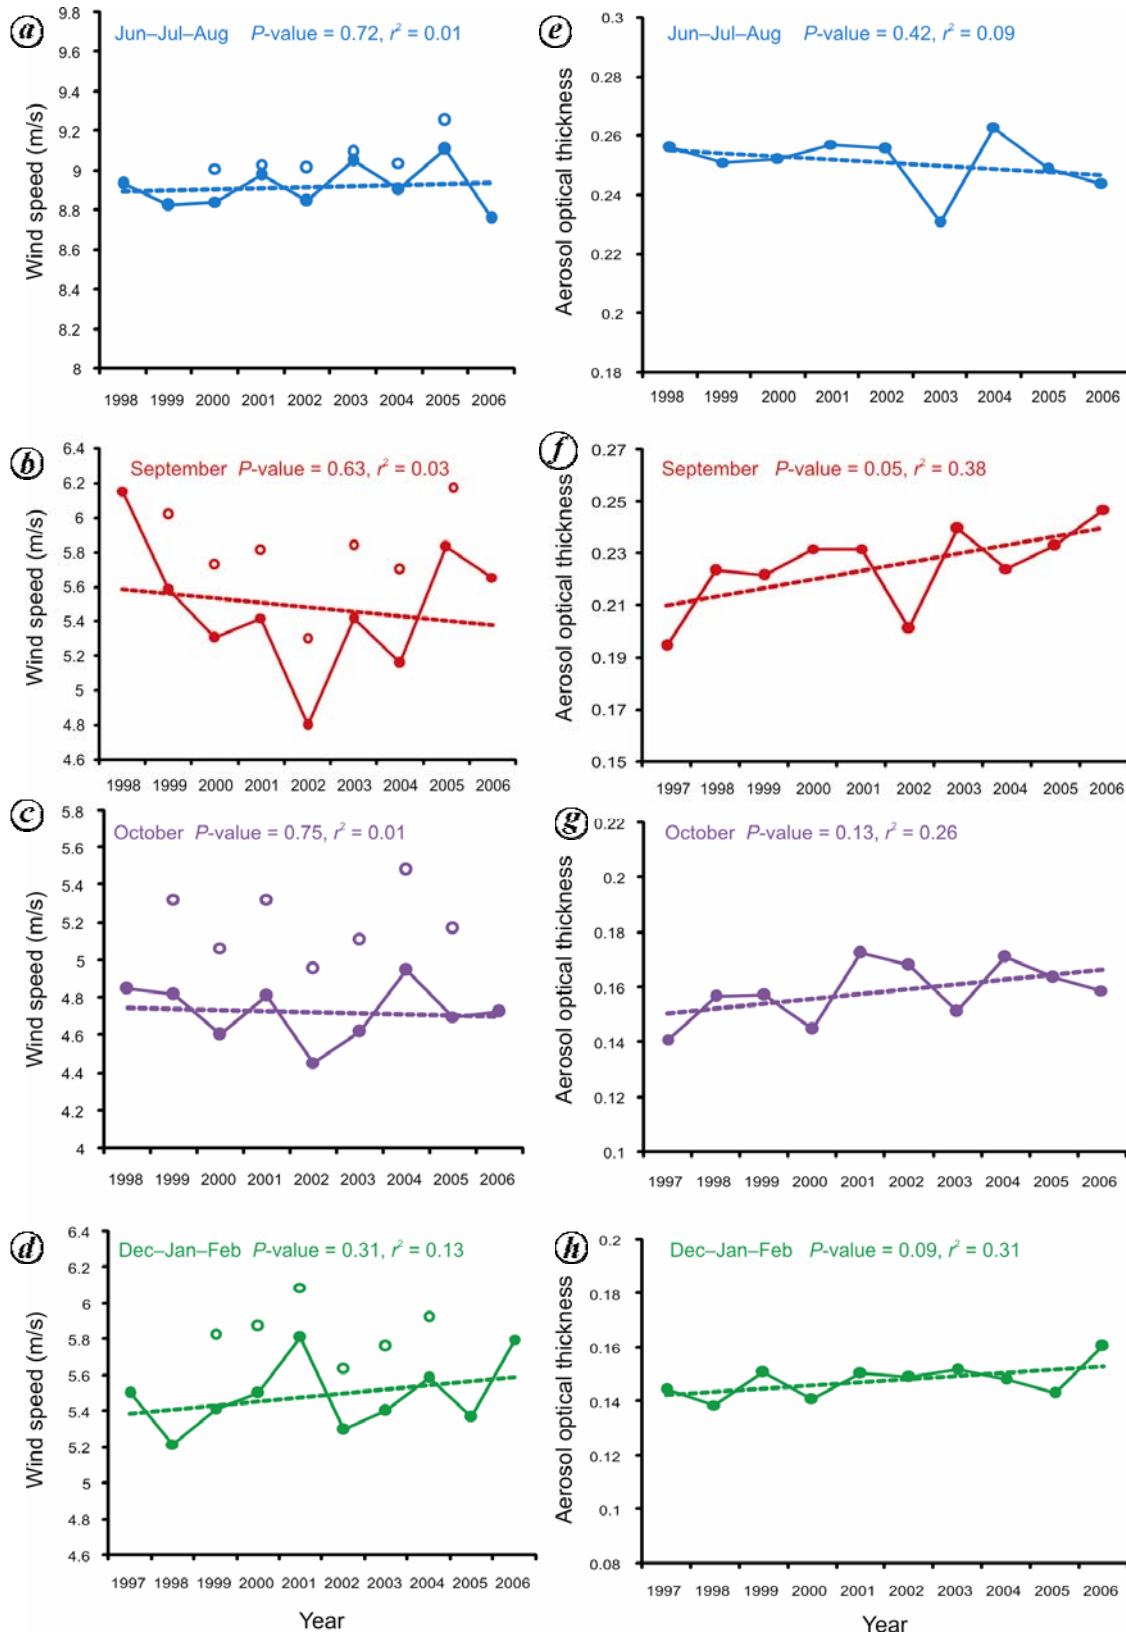 a
Jun–Jul–Aug P-value = 0.72, r² = 0.01
Wind speed (m/s)
9.8
9.6
9.4
9.2
9
8.8
8.6
8.4
8.2
8
1998 1999 2000 2001 2002 2003 2004 2005 2006
e
Jun–Jul–Aug P-value = 0.42, r² = 0.09
Aerosol optical thickness
0.3
0.28
0.26
0.24
0.22
0.2
0.18
1998 1999 2000 2001 2002 2003 2004 2005 2006
b
September P-value = 0.63, r² = 0.03
Wind speed (m/s)
6.4
6.2
6
5.8
5.6
5.4
5.2
5
4.8
4.6
1998 1999 2000 2001 2002 2003 2004 2005 2006
f
September P-value = 0.05, r² = 0.38
Aerosol optical thickness
0.27
0.25
0.23
0.21
0.19
0.17
0.15
1997 1998 1999 2000 2001 2002 2003 2004 2005 2006
c
October P-value = 0.75, r² = 0.01
Wind speed (m/s)
5.8
5.6
5.4
5.2
5
4.8
4.6
4.4
4.2
4
1998 1999 2000 2001 2002 2003 2004 2005 2006
g
October P-value = 0.13, r² = 0.26
Aerosol optical thickness
0.22
0.2
0.18
0.16
0.14
0.12
0.1
1997 1998 1999 2000 2001 2002 2003 2004 2005 2006
d
Dec–Jan–Feb P-value = 0.31, r² = 0.13
Wind speed (m/s)
6.4
6.2
6
5.8
5.6
5.4
5.2
5
4.8
4.6
1997 1998 1999 2000 2001 2002 2003 2004 2005 2006
Year
h
Dec–Jan–Feb P-value = 0.09, r² = 0.31
Aerosol optical thickness
0.2
0.18
0.16
0.14
0.12
0.1
0.08
1997 1998 1999 2000 2001 2002 2003 2004 2005 2006
Year